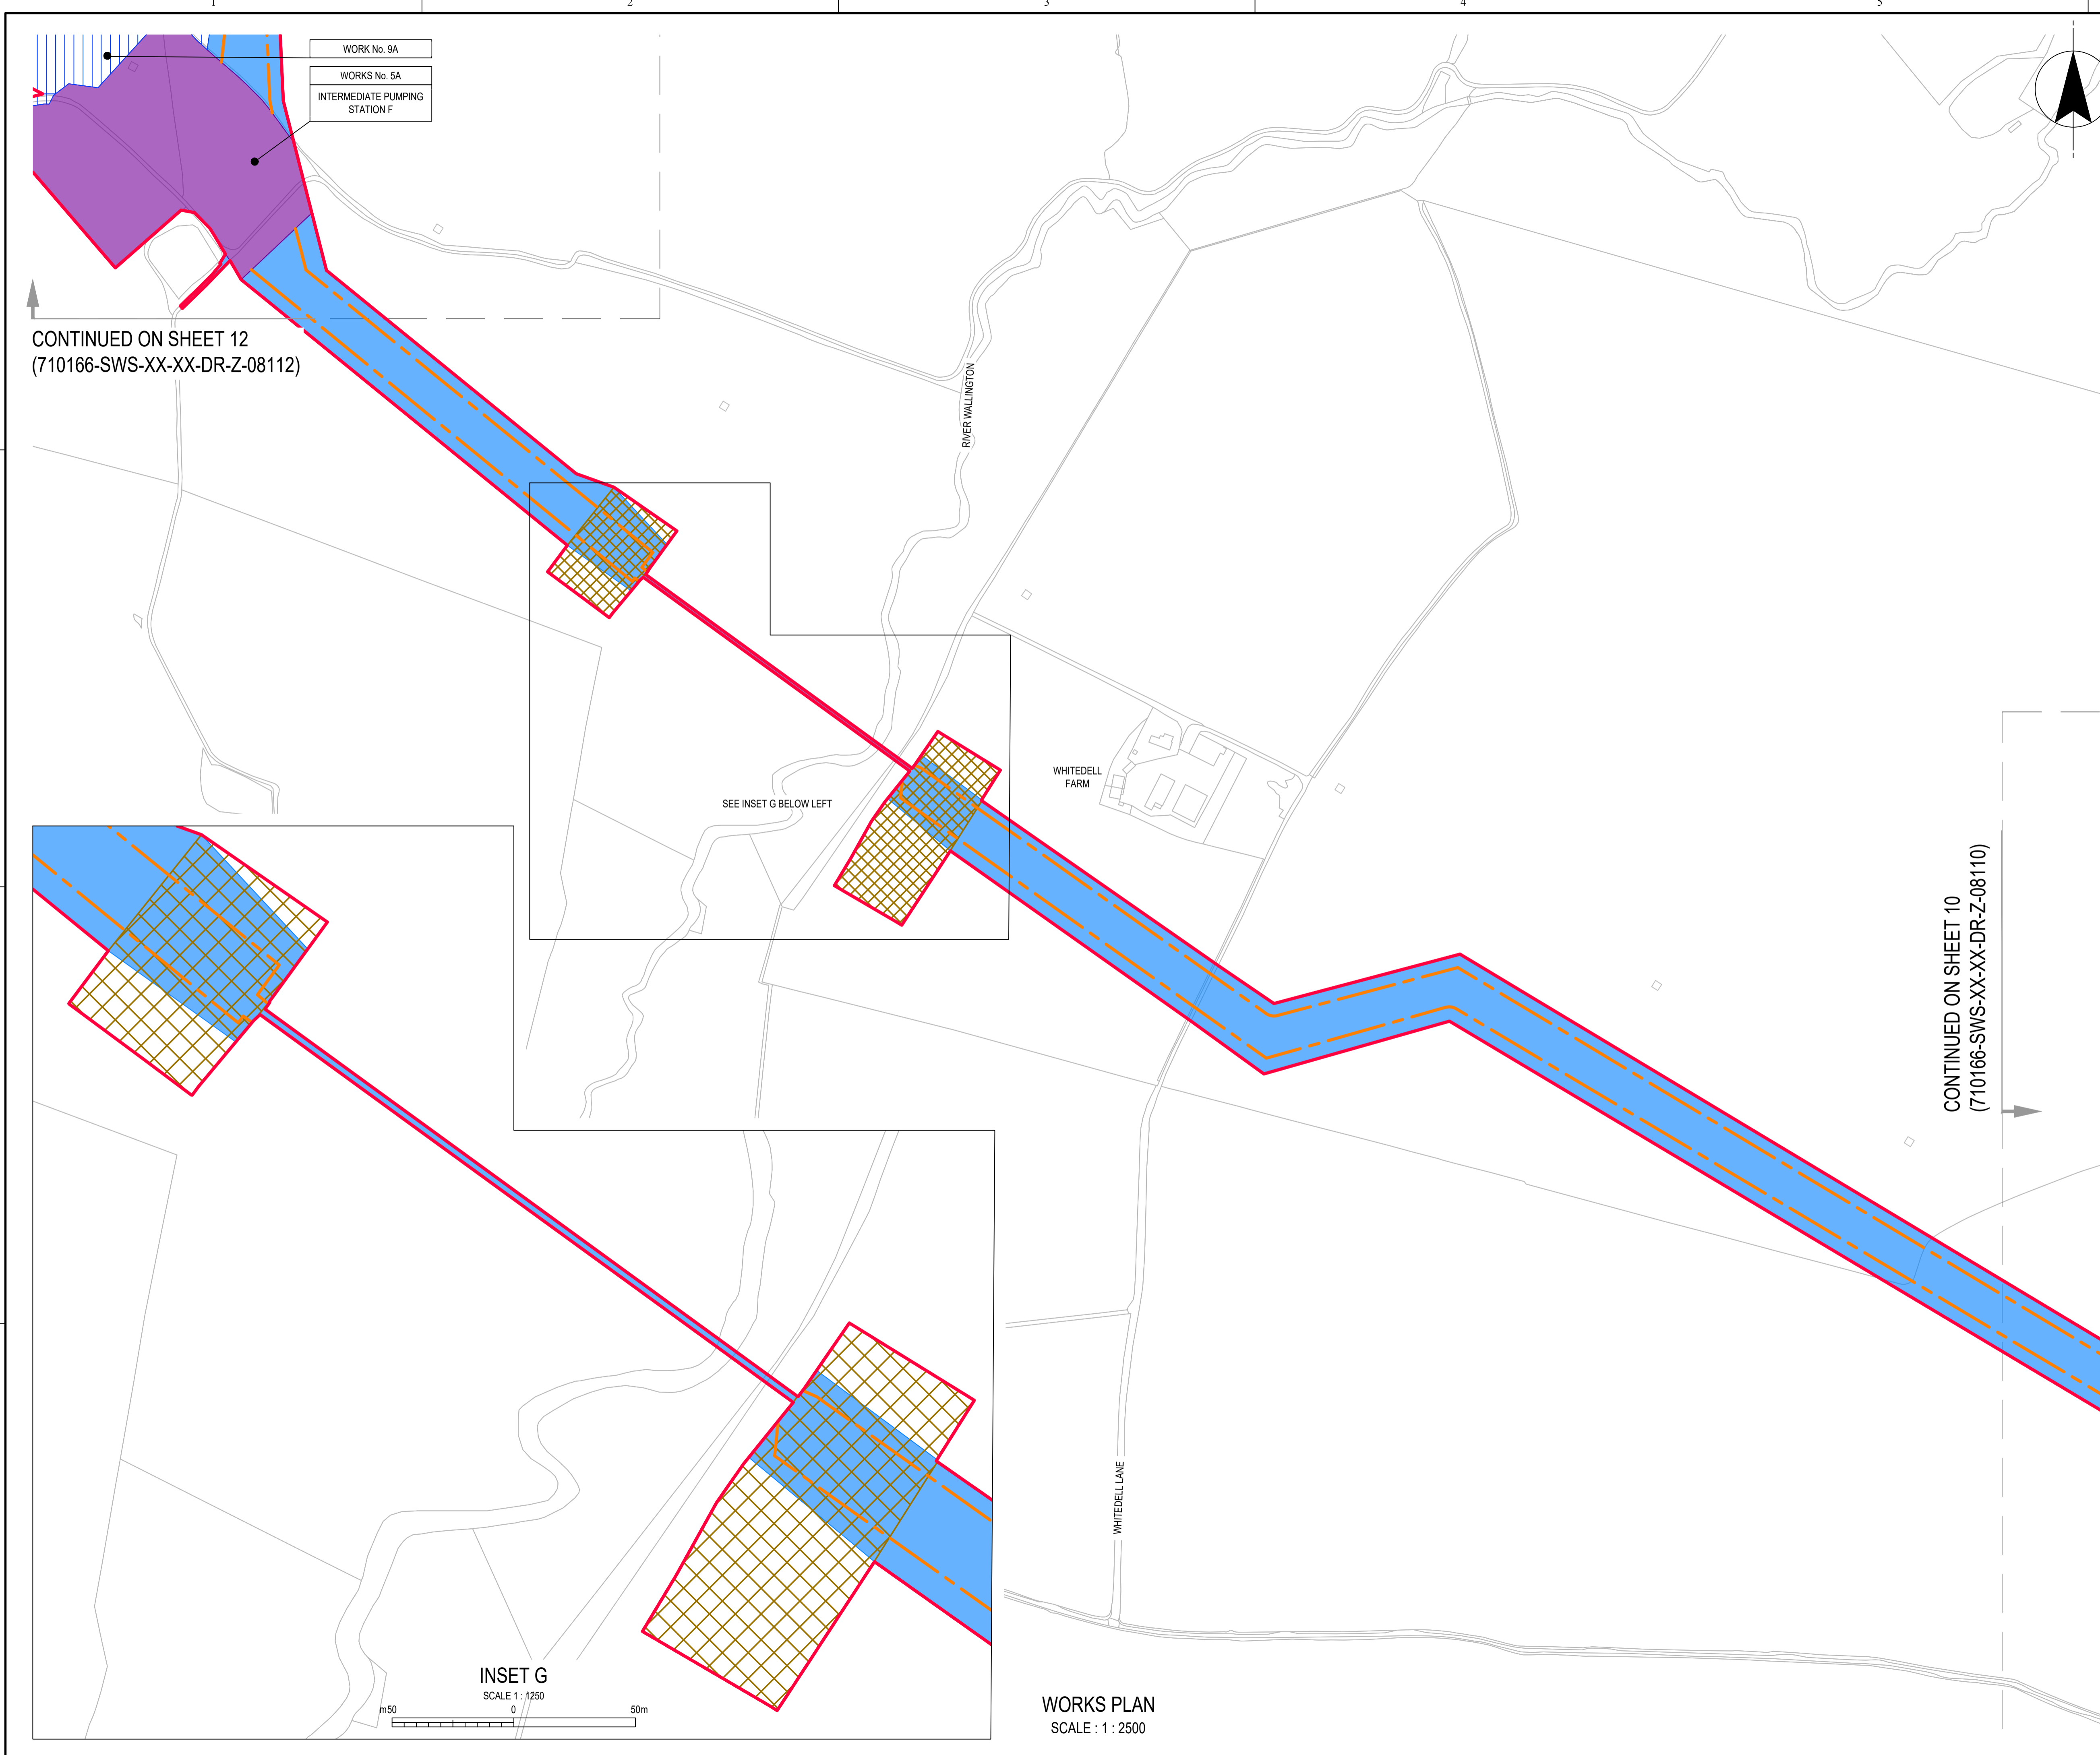 1
2
3
4
5
WORK No. 9A
WORKS No. 5A
INTERMEDIATE PUMPING
STATION F
CONTINUED ON SHEET 12
(710166-SWS-XX-XX-DR-Z-08112)
RIVER WALLINGTON
WHITEDELL
FARM
SEE INSET G BELOW LEFT
CONTINUED ON SHEET 10
(710166-SWS-XX-XX-DR-Z-08110)
WHITEDELL LANE
INSET G
SCALE 1 : 1250
m50 0 50m
WORKS PLAN
SCALE : 1 : 2500